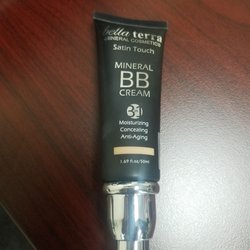 bella terra
MINERAL COSMETICS
Satin Touch
MINERAL
BB
CREAM
3in1
Moisturizing
Concealing
Anti-Aging
1.69 fl.oz/50ml